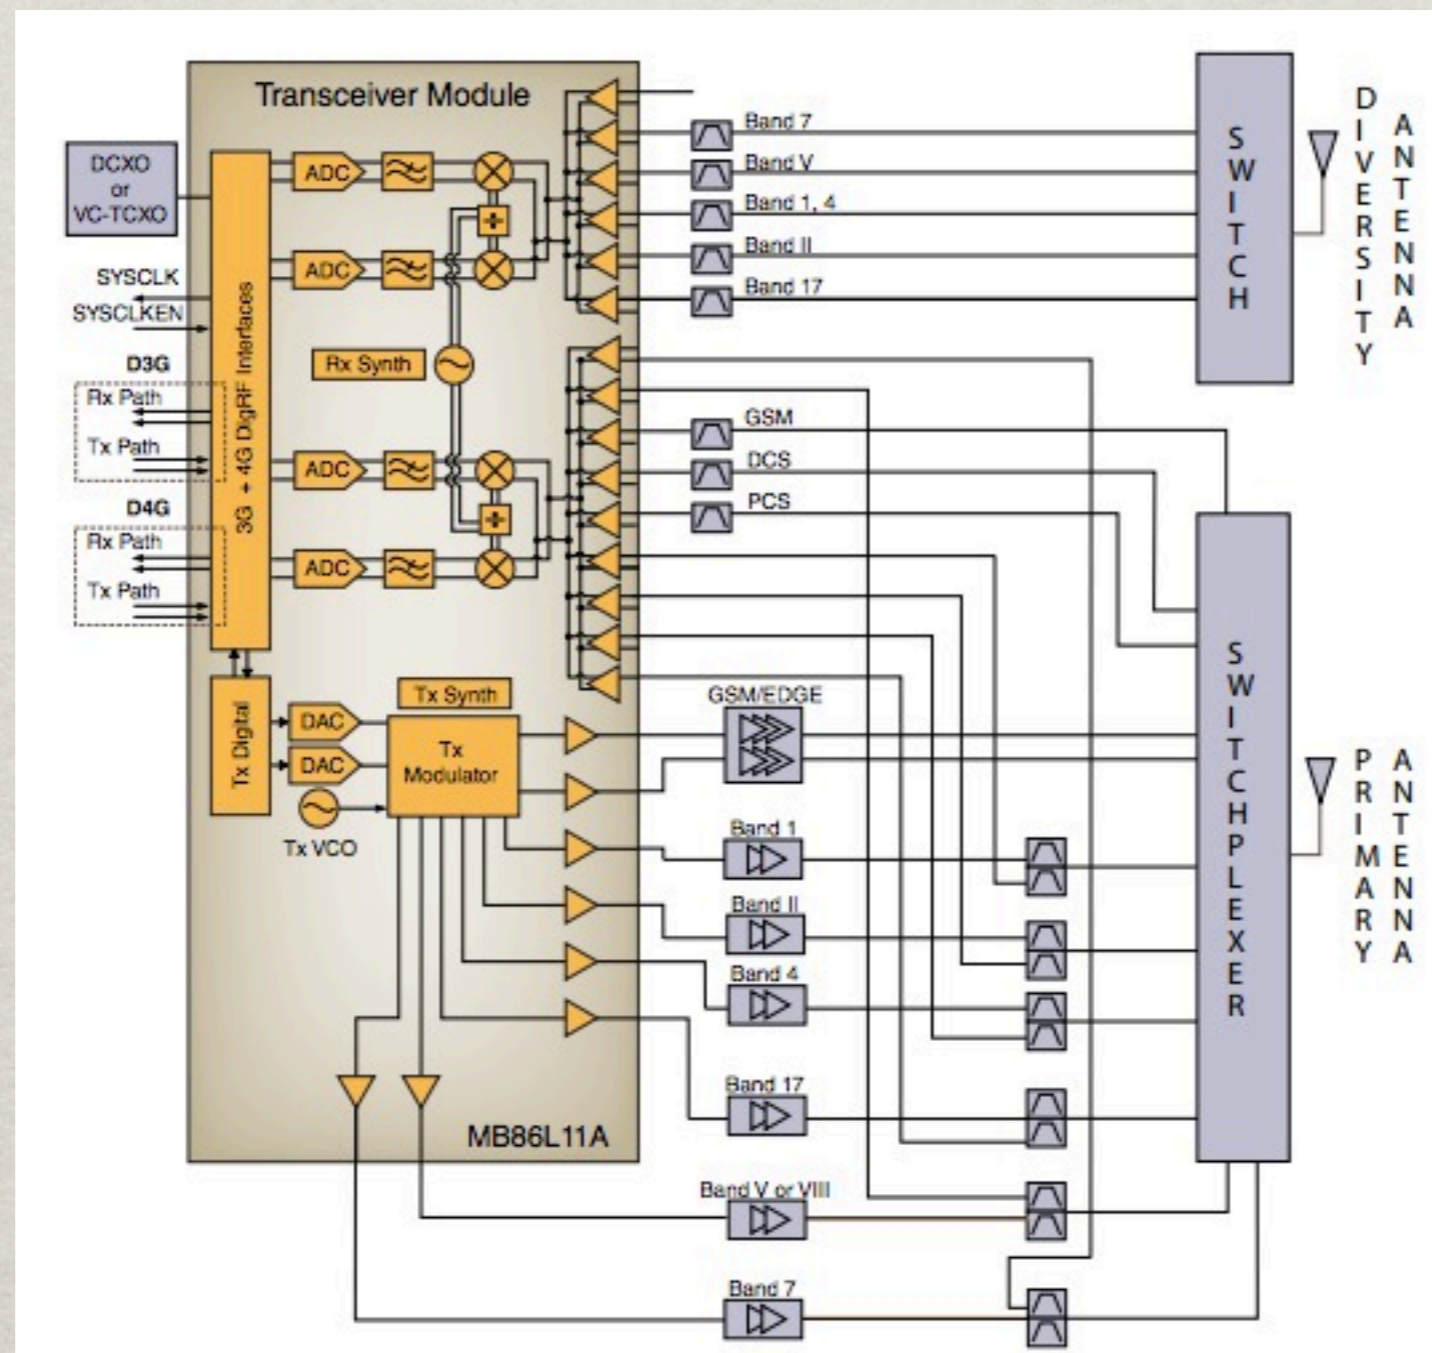 Transceiver Module
DCXO
or
VC-TCXO
SYSCLK
SYSCLKEN
D3G
Rx Path
Tx Path
D4G
Rx Path
Tx Path
3G + 4G DigRF Interfaces
ADC
ADC
Rx Synth
ADC
ADC
Tx Digital
DAC
DAC
Tx VCO
Tx Synth
Tx
Modulator
MB86L11A
Band 7
Band V
Band 1, 4
Band II
Band 17
GSM
DCS
PCS
GSM/EDGE
Band 1
Band II
Band 4
Band 17
Band V or VIII
Band 7
SWITCH
DIVERSITY
ANTENNA
SWITCHPLEXER
PRIMARY
ANTENNA